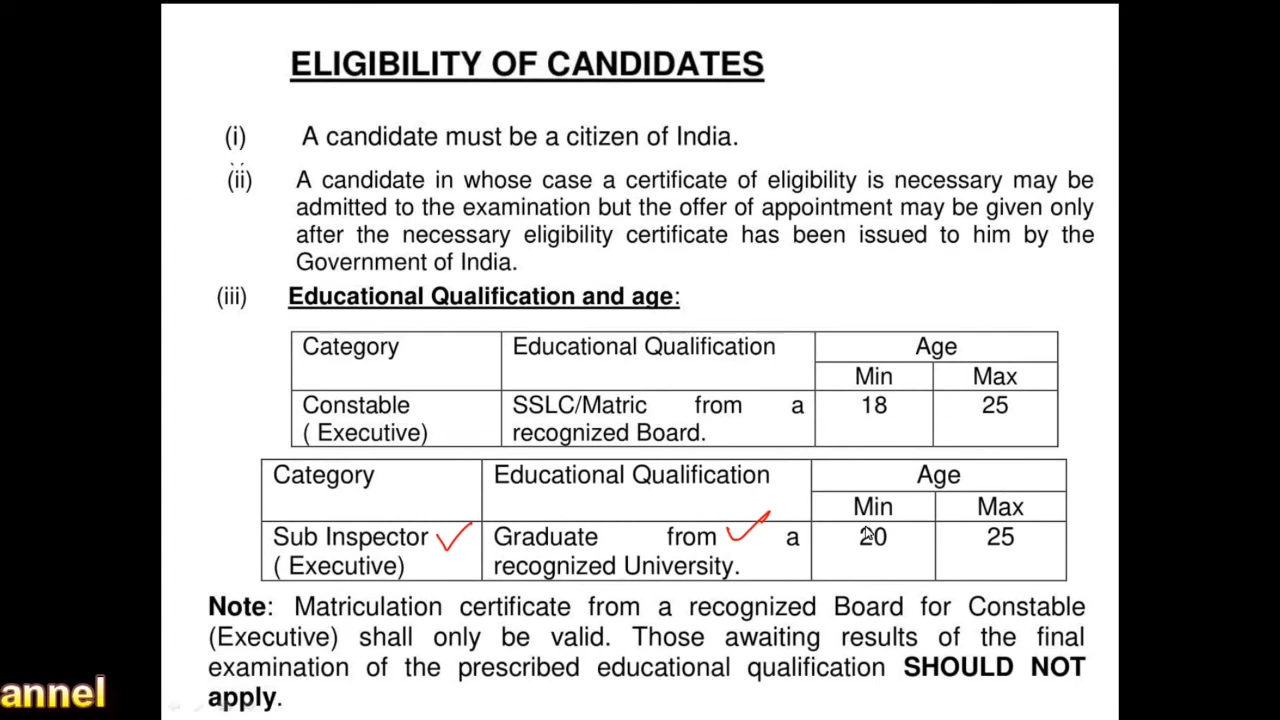 ELIGIBILITY OF CANDIDATES
(i) A candidate must be a citizen of India.
(ii) A candidate in whose case a certificate of eligibility is necessary may be
admitted to the examination but the offer of appointment may be given only
after the necessary eligibility certificate has been issued to him by the
Government of India.
(iii) Educational Qualification and age:
Category Educational Qualification Age
Min Max
Constable SSLC/Matric from a 18 25
( Executive) recognized Board.
Category Educational Qualification Age
Min Max
Sub Inspector Graduate from a 20 25
( Executive) recognized University.
Note: Matriculation certificate from a recognized Board for Constable
(Executive) shall only be valid. Those awaiting results of the final
examination of the prescribed educational qualification SHOULD NOT
apply.
annel